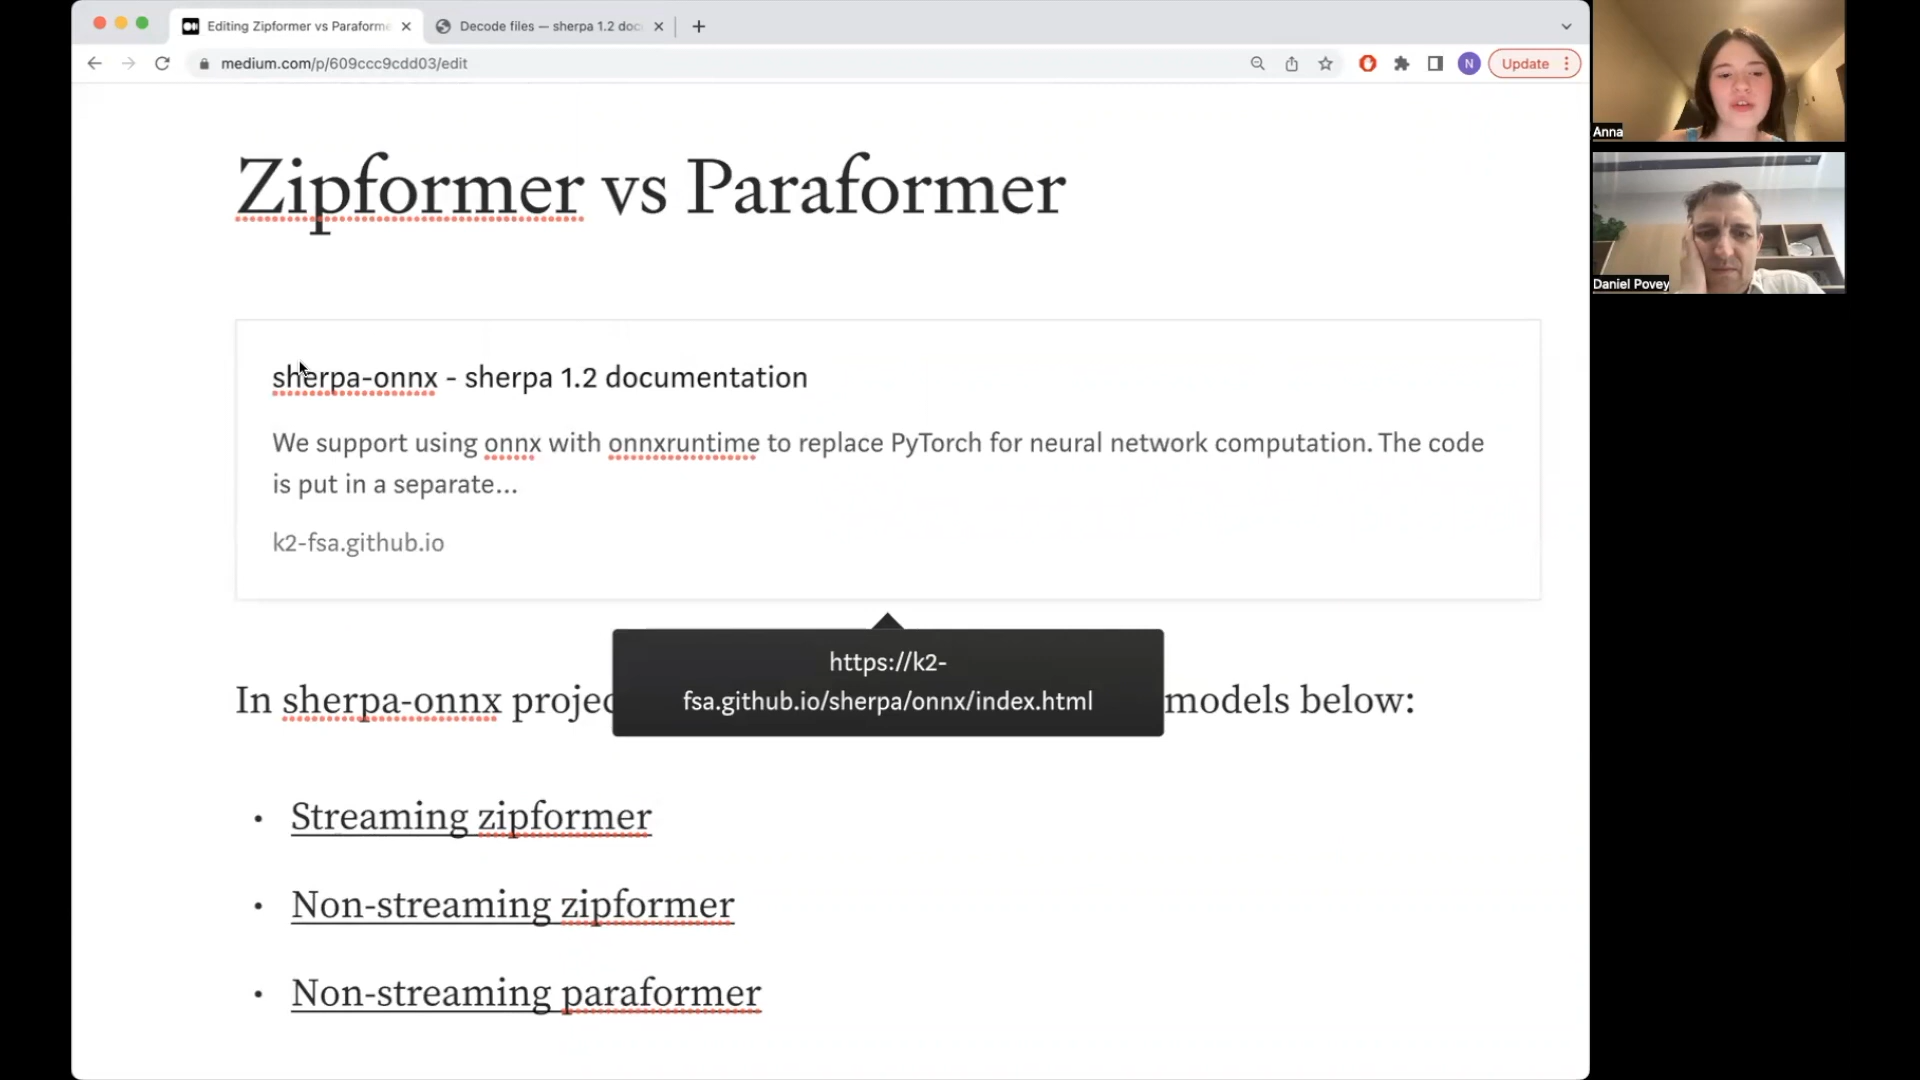 Editing Zipformer vs Paraforme
Decode files — sherpa 1.2 doc
medium.com/p/609ccc9cdd03/edit
N
Update
Zipformer vs Paraformer
sherpa-onnx - sherpa 1.2 documentation
We support using onnx with onnxruntime to replace PyTorch for neural network computation. The code
is put in a separate...
k2-fsa.github.io
https://k2-
fsa.github.io/sherpa/onnx/index.html
In sherpa-onnx projec
models below:
• Streaming zipformer
• Non-streaming zipformer
• Non-streaming paraformer
Anna
Daniel Povey